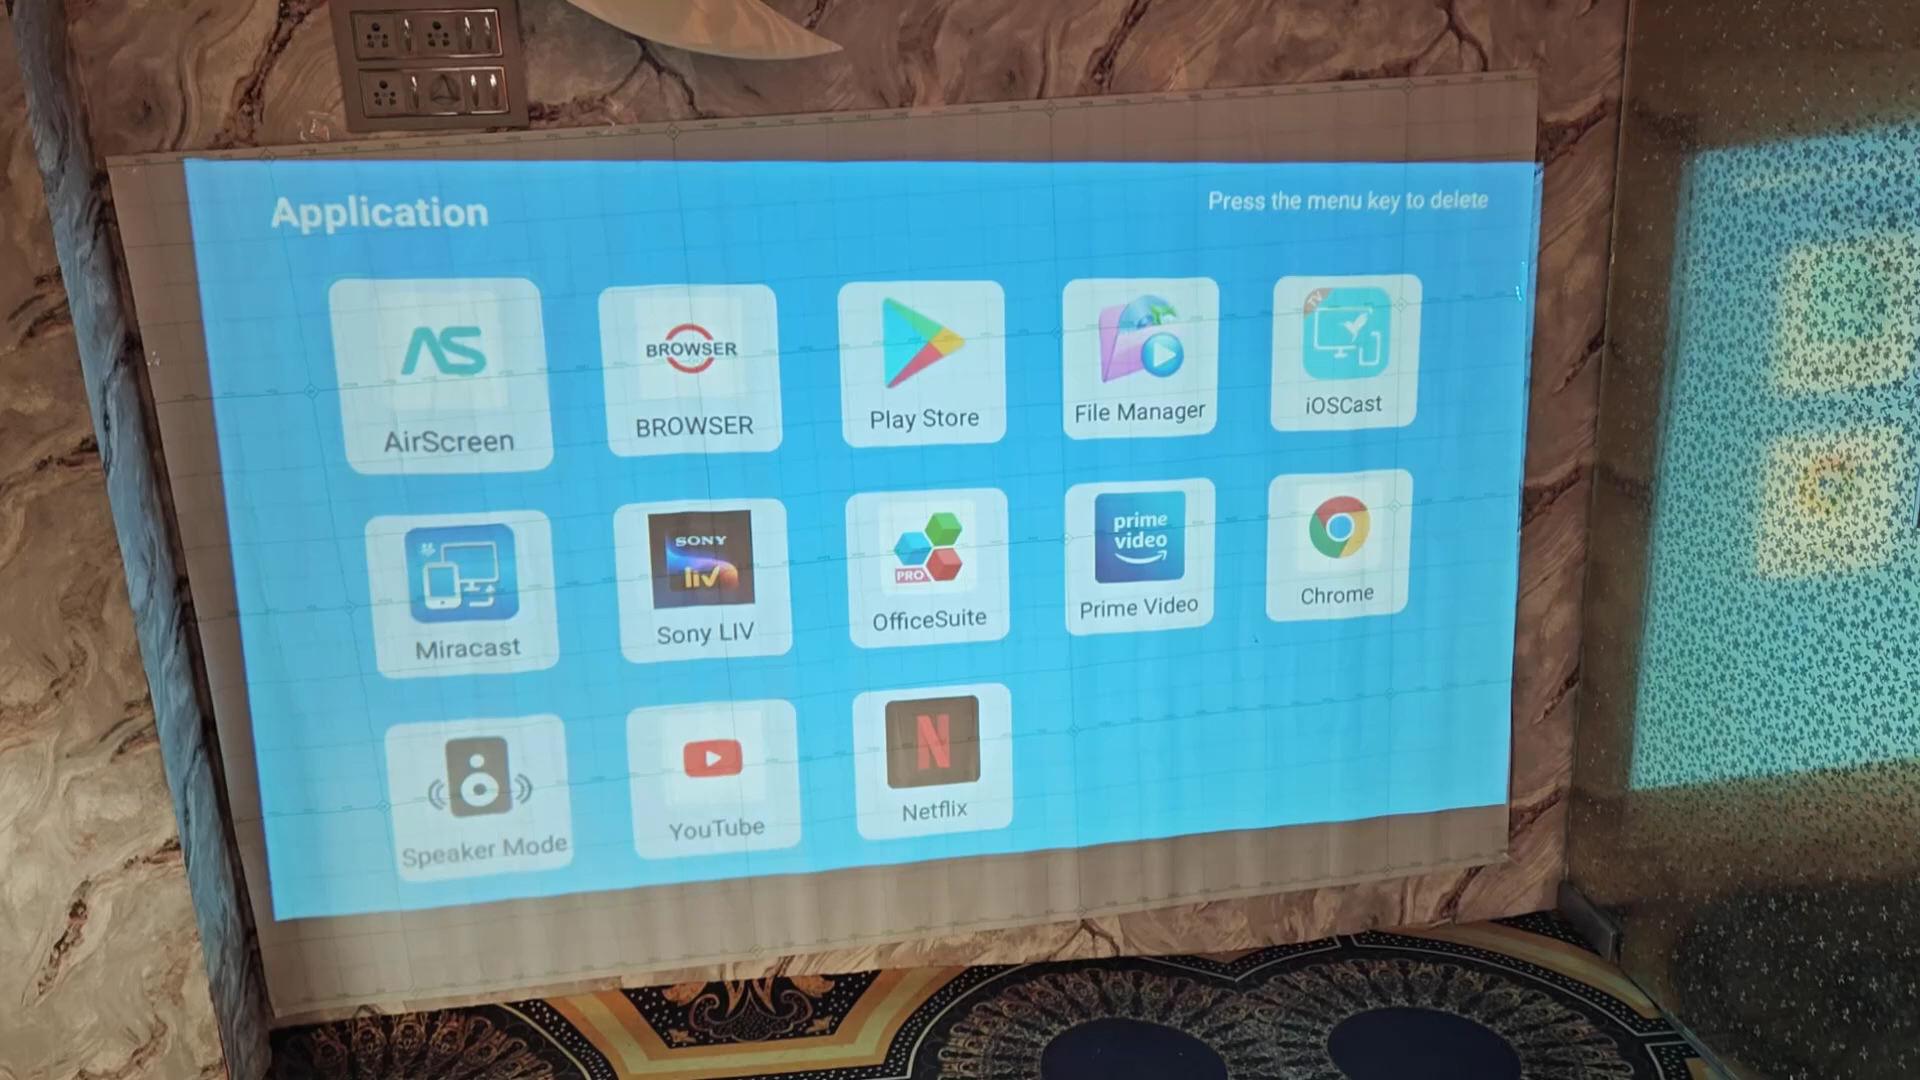 Application
Press the menu key to delete
AS
AirScreen
BROWSER
BROWSER
Play Store
File Manager
TV
iOSCast
Miracast
SONY
liv
Sony LIV
PRO
OfficeSuite
prime
video
Prime Video
Chrome
Speaker Mode
YouTube
N
Netflix